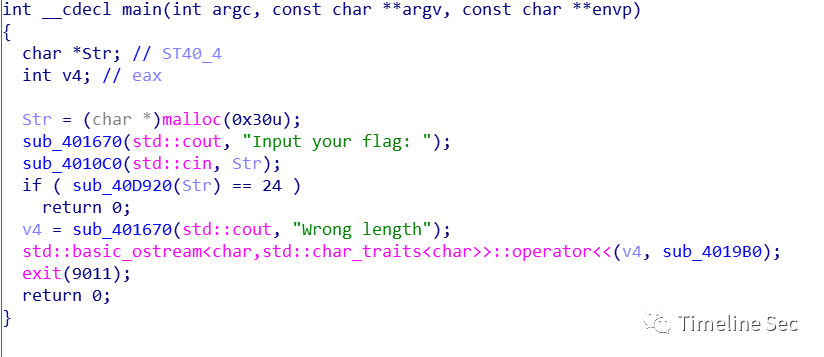 int __cdecl main(int argc, const char **argv, const char **envp)
{
  char *Str; // ST40_4
  int v4; // eax

  Str = (char *)malloc(0x30u);
  sub_401670(std::cout, "Input your flag: ");
  sub_4010C0(std::cin, Str);
  if ( sub_40D920(Str) == 24 )
    return 0;
  v4 = sub_401670(std::cout, "Wrong length");
  std::basic_ostream<char,std::char_traits<char>>::operator<<(v4, sub_4019B0);
  exit(9011);
  return 0;
}
Timeline Sec